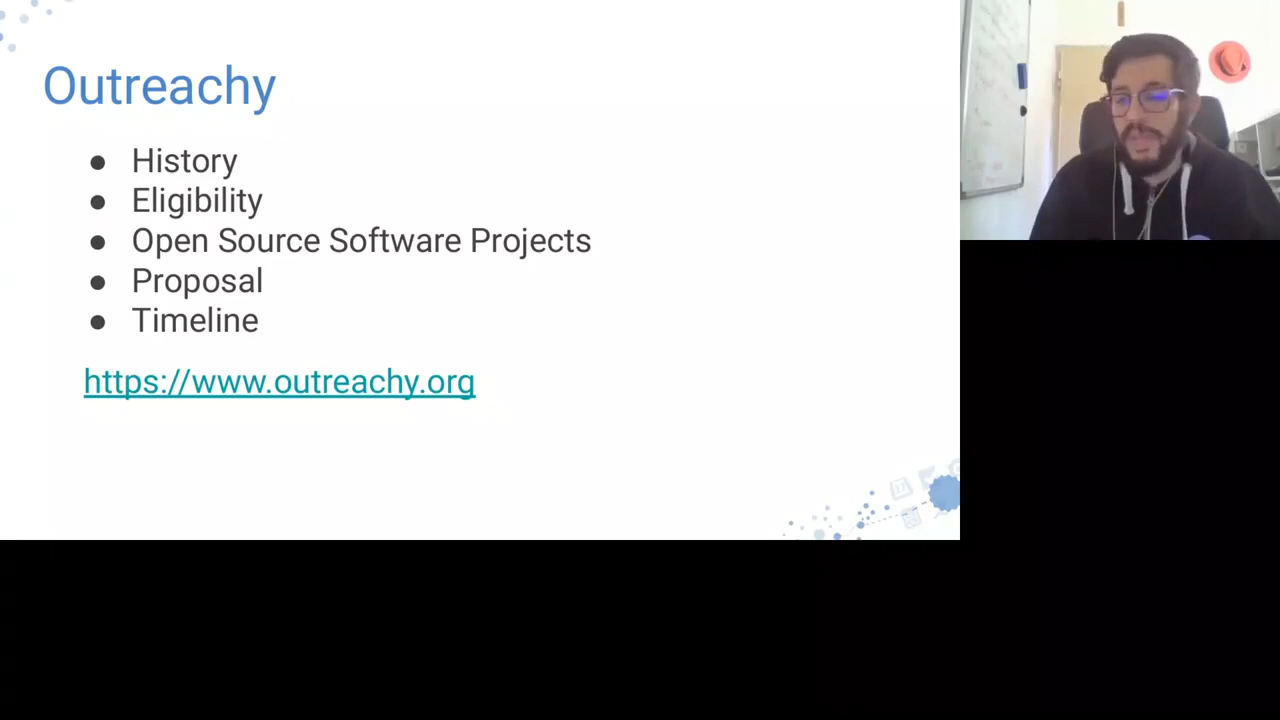 Outreachy
● History
● Eligibility
● Open Source Software Projects
● Proposal
● Timeline
https://www.outreachy.org